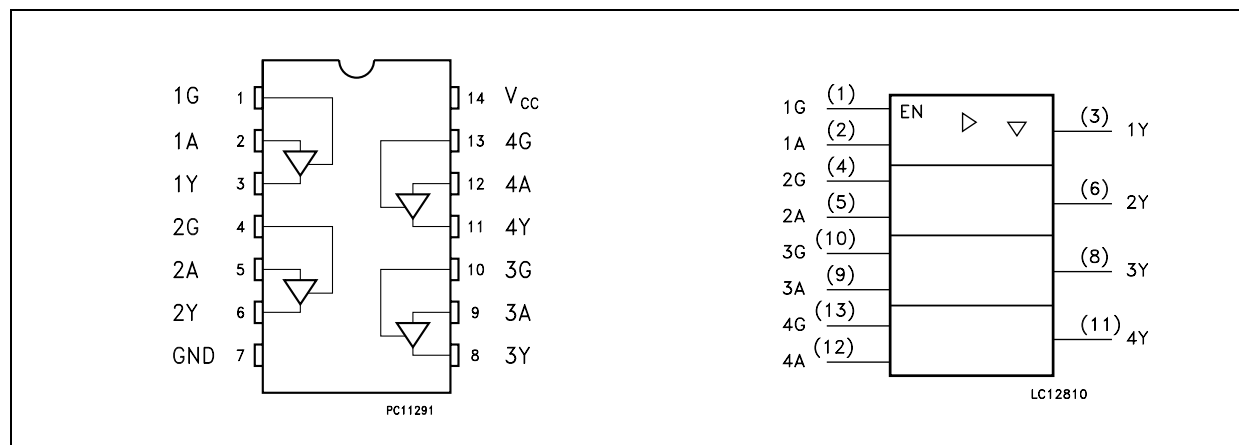 1G 1 14 VCC
1A 2 13 4G
1Y 3 12 4A
2G 4 11 4Y
2A 5 10 3G
2Y 6 9 3A
GND 7 8 3Y
PC11291
1G (1) EN
(3) 1Y
1A (2)
2G (4)
(6) 2Y
2A (5)
3G (10)
(8) 3Y
3A (9)
4G (13)
(11) 4Y
4A (12)
LC12810